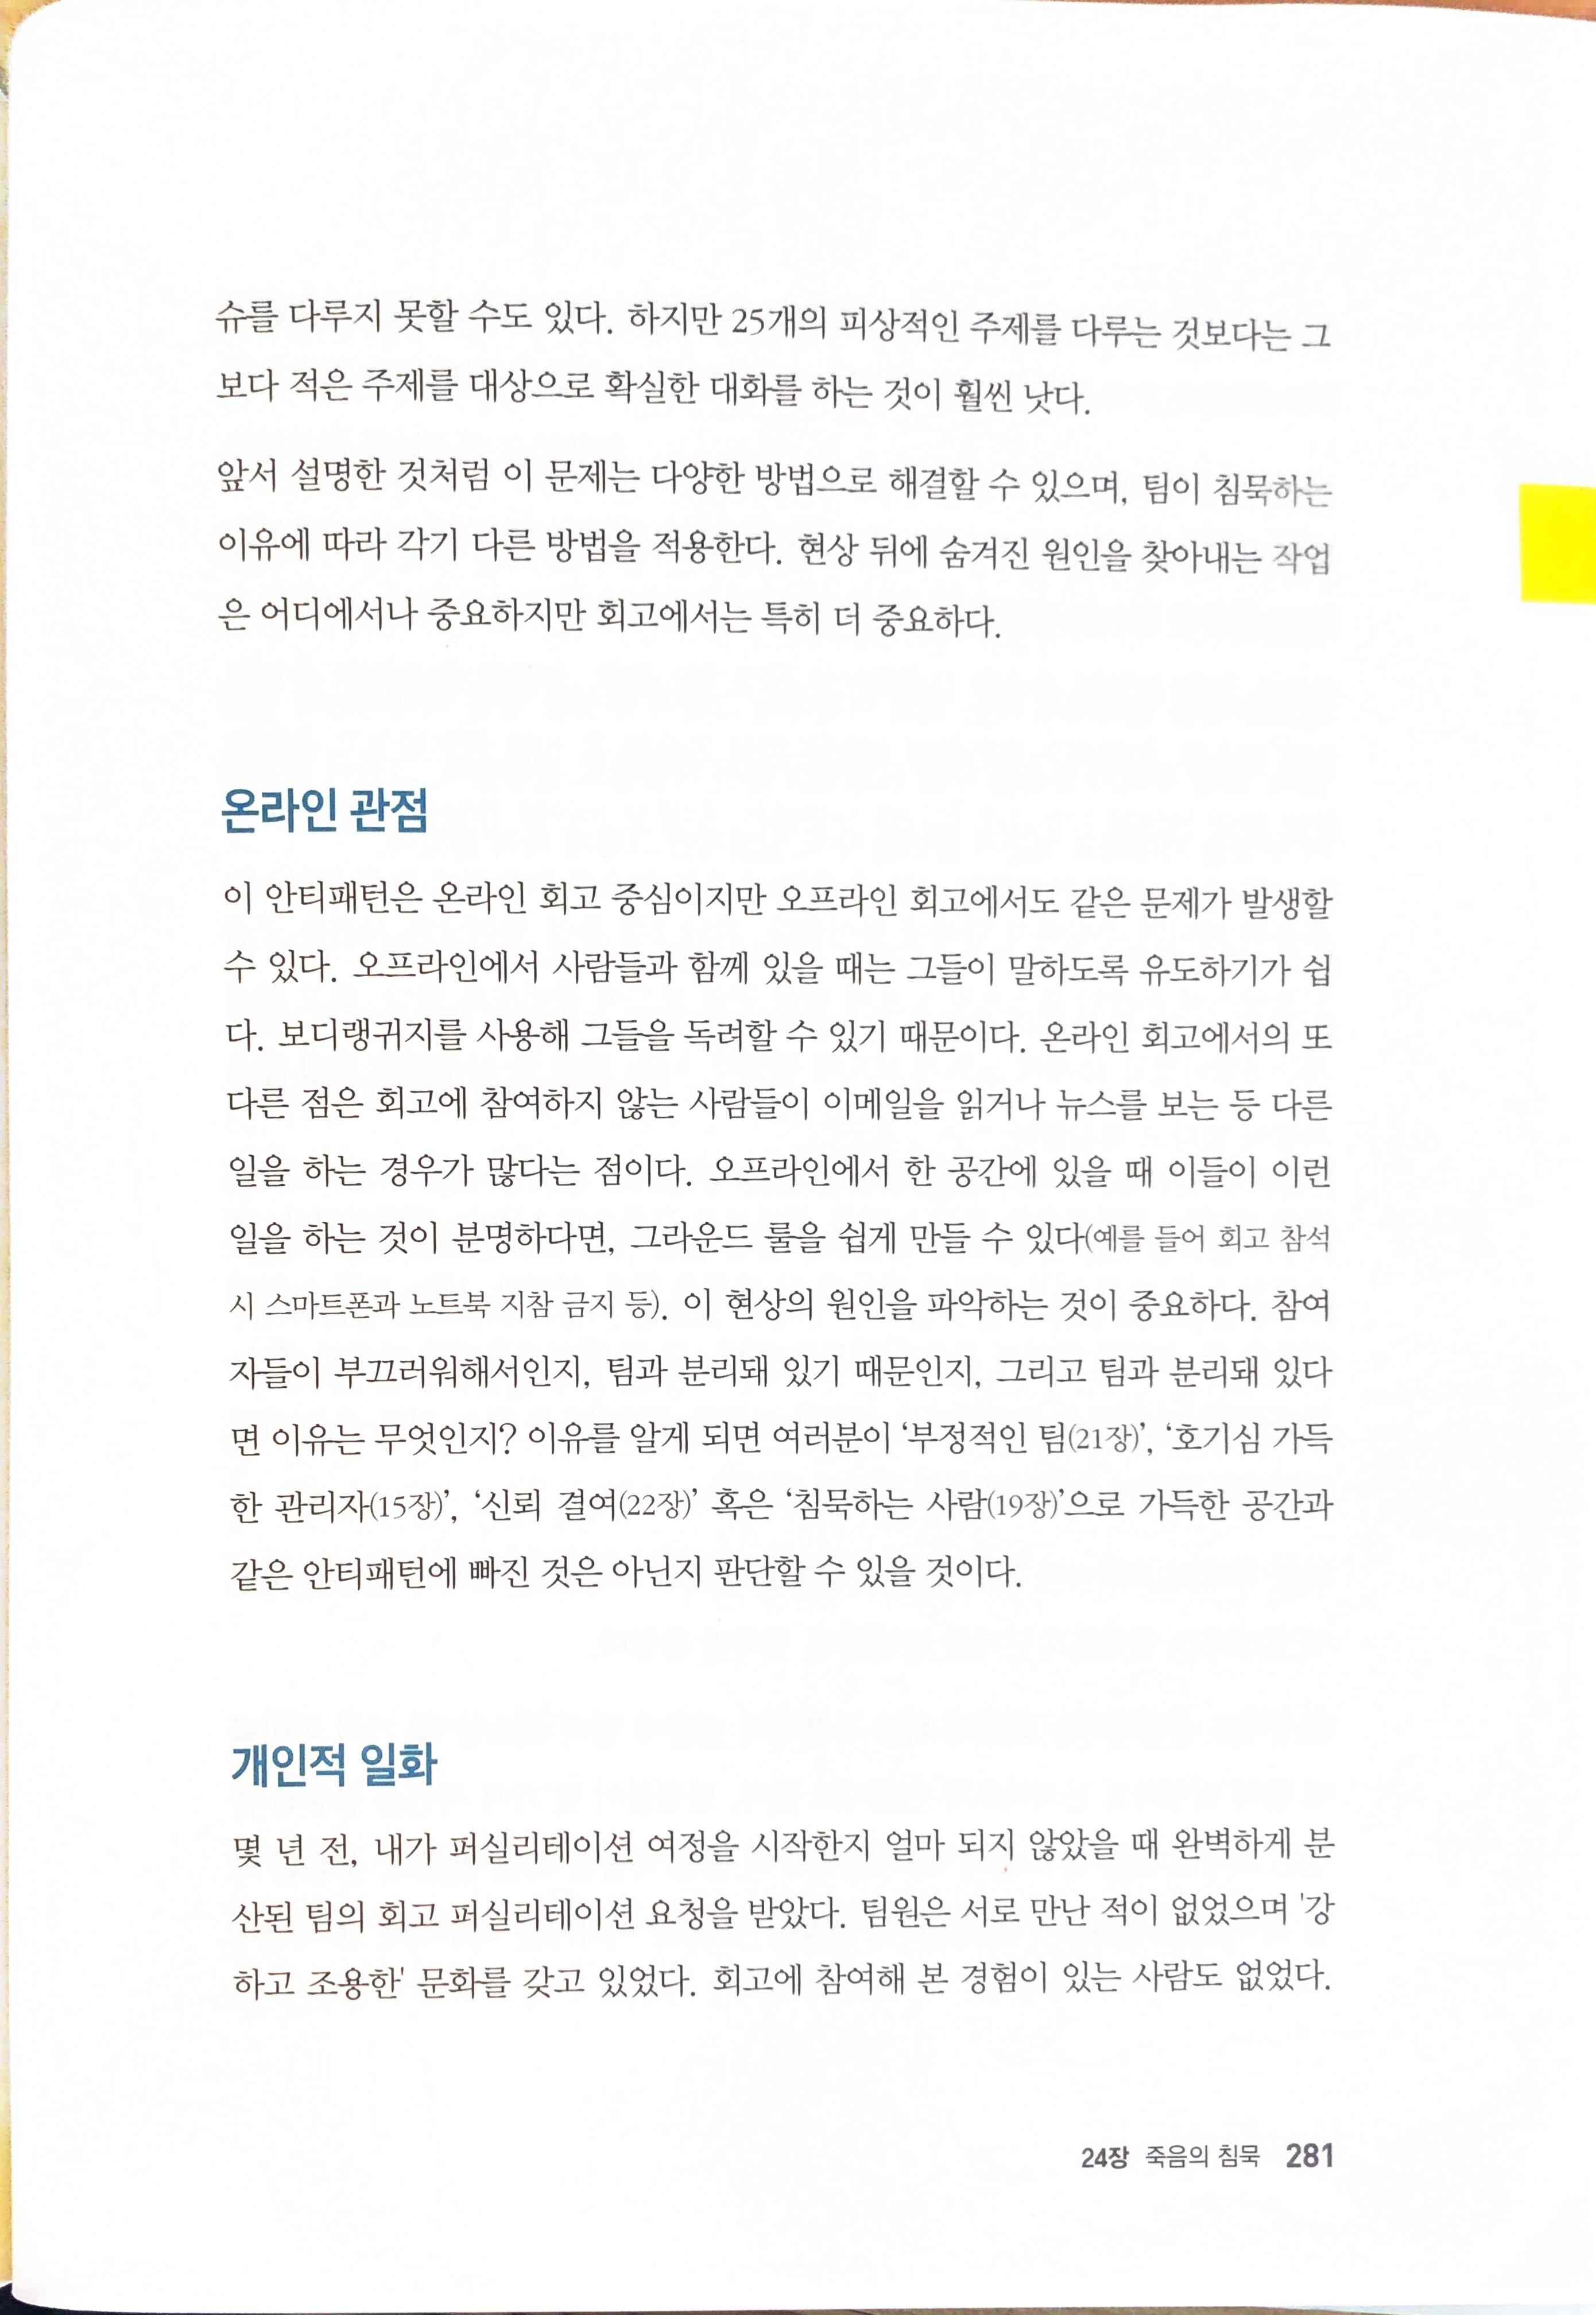 슈를 다루지 못할 수도 있다. 하지만 25개의 피상적인 주제를 다루는 것보다는 그
보다 적은 주제를 대상으로 확실한 대화를 하는 것이 훨씬 낫다.
앞서 설명한 것처럼 이 문제는 다양한 방법으로 해결할 수 있으며, 팀이 침묵하는
이유에 따라 각기 다른 방법을 적용한다. 현상 뒤에 숨겨진 원인을 찾아내는 작업
은 어디에서나 중요하지만 회고에서는 특히 더 중요하다.
온라인 관점
이 안티패턴은 온라인 회고 중심이지만 오프라인 회고에서도 같은 문제가 발생할
수 있다. 오프라인에서 사람들과 함께 있을 때는 그들이 말하도록 유도하기가 쉽
다. 보디랭귀지를 사용해 그들을 독려할 수 있기 때문이다. 온라인 회고에서의 또
다른 점은 회고에 참여하지 않는 사람들이 이메일을 읽거나 뉴스를 보는 등 다른
일을 하는 경우가 많다는 점이다. 오프라인에서 한 공간에 있을 때 이들이 이런
일을 하는 것이 분명하다면, 그라운드 룰을 쉽게 만들 수 있다(예를 들어 회고 참석
시 스마트폰과 노트북 지참 금지 등). 이 현상의 원인을 파악하는 것이 중요하다. 참여
자들이 부끄러워해서인지, 팀과 분리돼 있기 때문인지, 그리고 팀과 분리돼 있다
면 이유는 무엇인지? 이유를 알게 되면 여러분이 ‘부정적인 팀(21장)’, ‘호기심 가득
한 관리자(15장)’, ‘신뢰 결여(22장)’ 혹은 ‘침묵하는 사람(19장)’으로 가득한 공간과
같은 안티패턴에 빠진 것은 아닌지 판단할 수 있을 것이다.
개인적 일화
몇 년 전, 내가 퍼실리테이션 여정을 시작한지 얼마 되지 않았을 때 완벽하게 분
산된 팀의 회고 퍼실리테이션 요청을 받았다. 팀원은 서로 만난 적이 없었으며 '강
하고 조용한' 문화를 갖고 있었다. 회고에 참여해 본 경험이 있는 사람도 없었다.
24장 죽음의 침묵 281